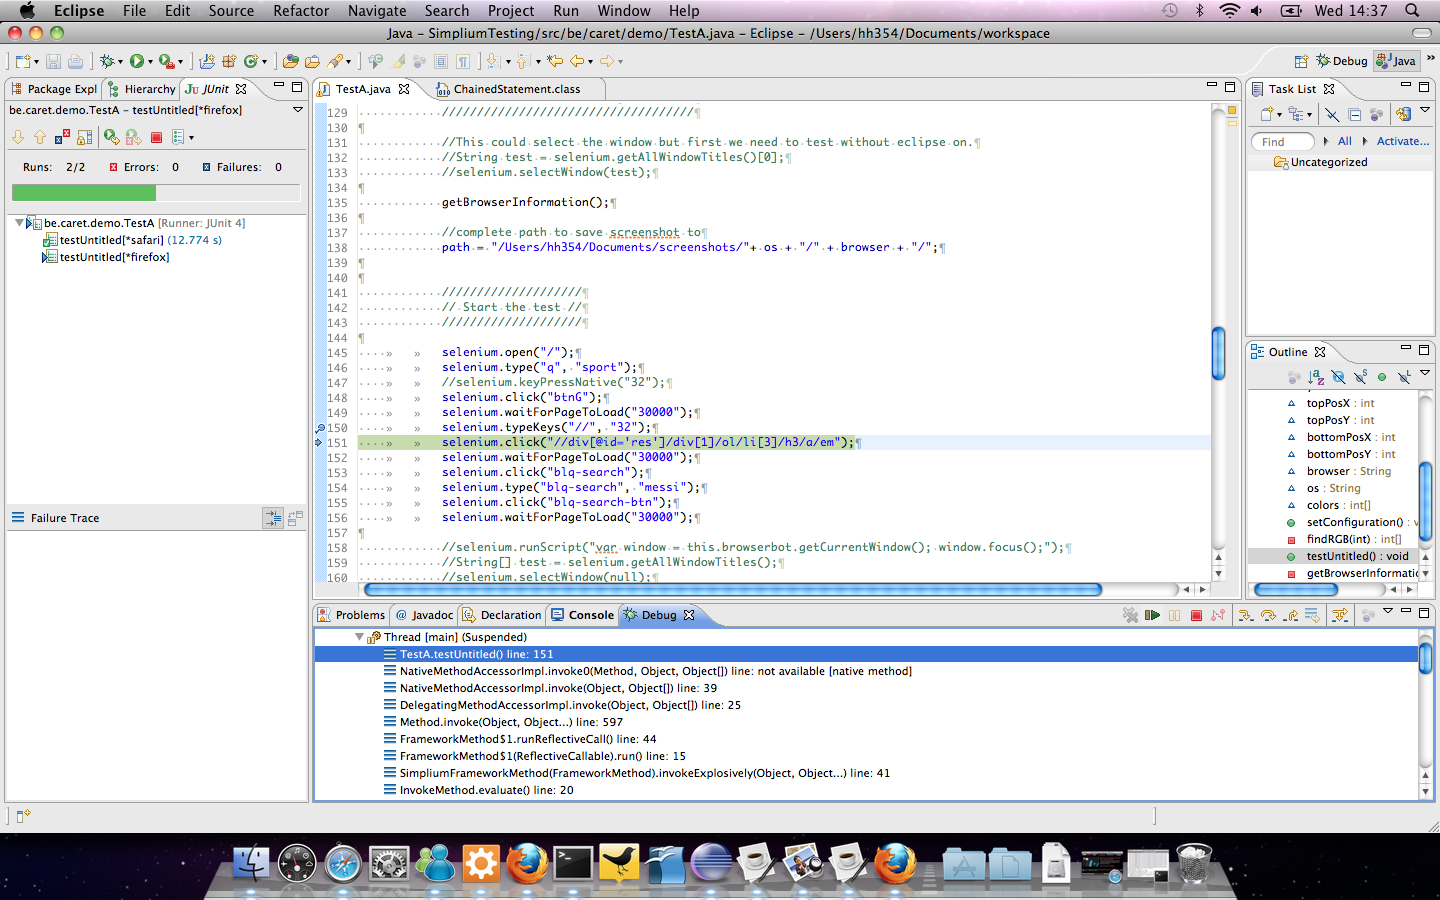 Eclipse File Edit Source Refactor Navigate Search Project Run Window Help Wed 14:37
Java – SimpliumTesting/src/be/caret/demo/TestA.java – Eclipse – /Users/hh354/Documents/workspace
Debug Java
Package Expl Hierarchy JUnit
be.caret.demo.TestA – testUntitled[*firefox]
Runs: 2/2 Errors: 0 Failures: 0
be.caret.demo.TestA [Runner: JUnit 4]
testUntitled[*safari] (12.774 s)
testUntitled[*firefox]
Failure Trace
TestA.java ChainedStatement.class
129 ////////////////////////////////////¶
130 ¶
131 //This could select the window but first we need to test without eclipse on.¶
132 //String test = selenium.getAllWindowTitles()[0];¶
133 //selenium.selectWindow(test);¶
134 ¶
135 getBrowserInformation();¶
136 ¶
137 //complete path to save screenshot to¶
138 path = "/Users/hh354/Documents/screenshots/"+ os + "/" + browser + "/";¶
139 ¶
140 ¶
141 ////////////////////¶
142 // Start the test //¶
143 ////////////////////¶
144 ¶
145 selenium.open("/");¶
146 selenium.type("q", "sport");¶
147 //selenium.keyPressNative("32");¶
148 selenium.click("btnG");¶
149 selenium.waitForPageToLoad("30000");¶
150 selenium.typeKeys("//", "32");¶
151 selenium.click("//div[@id='res']/div[1]/ol/li[3]/h3/a/em");¶
152 selenium.waitForPageToLoad("30000");¶
153 selenium.click("blq-search");¶
154 selenium.type("blq-search", "messi");¶
155 selenium.click("blq-search-btn");¶
156 selenium.waitForPageToLoad("30000");¶
157 ¶
158 //selenium.runScript("var window = this.browserbot.getCurrentWindow(); window.focus();");¶
159 //String[] test = selenium.getAllWindowTitles();¶
160 //selenium.selectWindow(null);¶
Task List
Find All Activate...
Uncategorized
Outline
topPosX : int
topPosY : int
bottomPosX : int
bottomPosY : int
browser : String
os : String
colors : int[]
setConfiguration() : v
findRGB(int) : int[]
testUntitled() : void
getBrowserInformatic
Problems @ Javadoc Declaration Console Debug
Thread [main] (Suspended)
TestA.testUntitled() line: 151
NativeMethodAccessorImpl.invoke0(Method, Object, Object[]) line: not available [native method]
NativeMethodAccessorImpl.invoke(Object, Object[]) line: 39
DelegatingMethodAccessorImpl.invoke(Object, Object[]) line: 25
Method.invoke(Object, Object...) line: 597
FrameworkMethod$1.runReflectiveCall() line: 44
FrameworkMethod$1(ReflectiveCallable).run() line: 15
SimpliumFrameworkMethod(FrameworkMethod).invokeExplosively(Object, Object...) line: 41
InvokeMethod.evaluate() line: 20